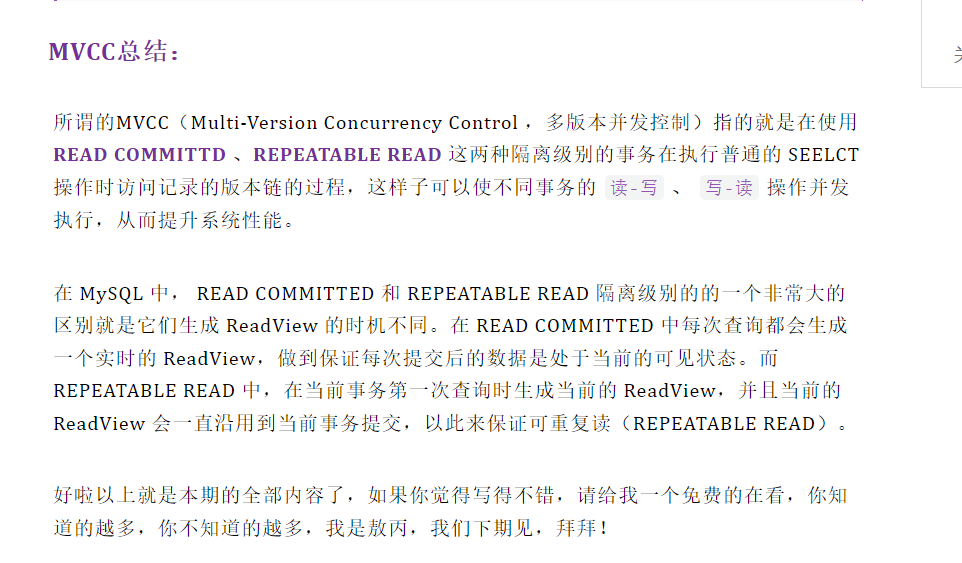 MVCC总结：
所谓的MVCC（Multi-Version Concurrency Control ，多版本并发控制）指的就是在使用
READ COMMITTD 、REPEATABLE READ 这两种隔离级别的事务在执行普通的 SEELCT
操作时访问记录的版本链的过程，这样子可以使不同事务的 读-写 、 写-读 操作并发
执行，从而提升系统性能。
在 MySQL 中， READ COMMITTED 和 REPEATABLE READ 隔离级别的的一个非常大的
区别就是它们生成 ReadView 的时机不同。在 READ COMMITTED 中每次查询都会生成
一个实时的 ReadView，做到保证每次提交后的数据是处于当前的可见状态。而
REPEATABLE READ 中，在当前事务第一次查询时生成当前的 ReadView，并且当前的
ReadView 会一直沿用到当前事务提交，以此来保证可重复读（REPEATABLE READ）。
好啦以上就是本期的全部内容了，如果你觉得写得不错，请给我一个免费的在看，你知
道的越多，你不知道的越多，我是敖丙，我们下期见，拜拜！